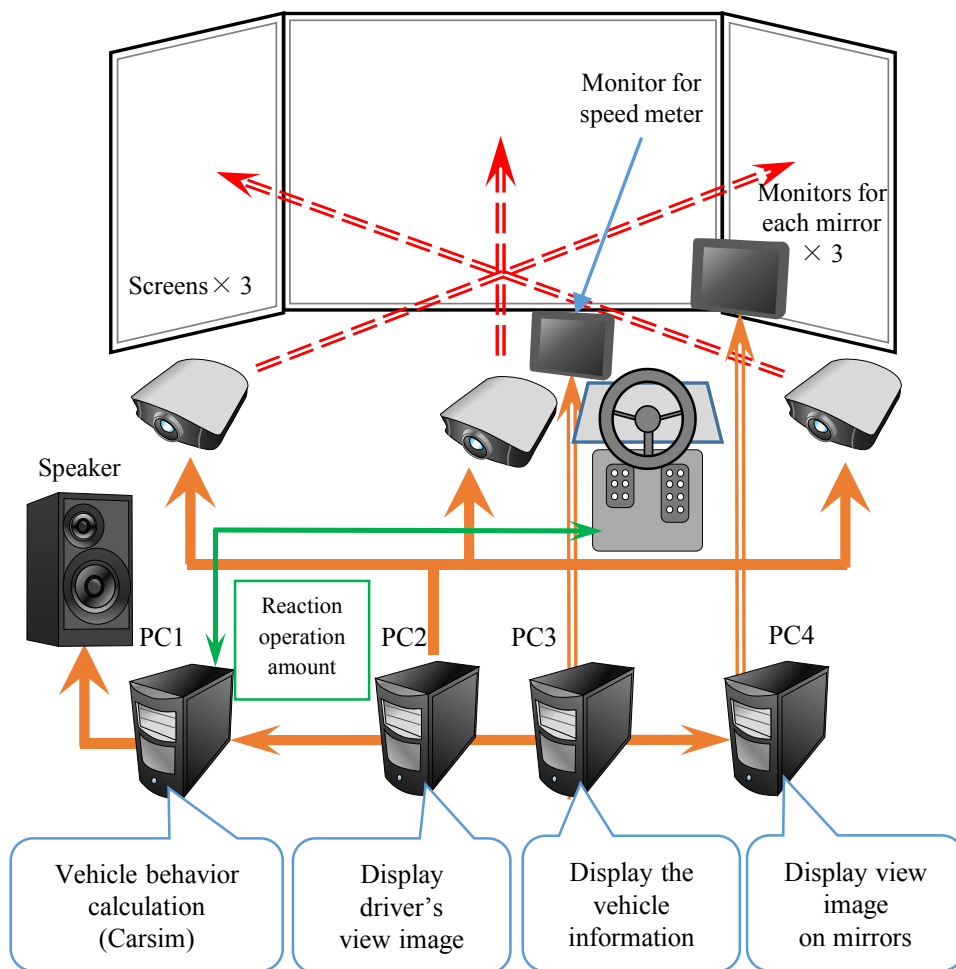 Monitor for
speed meter
Monitors for
each mirror
× 3
Screens × 3
Speaker
PC1
Reaction
operation
amount
PC2
PC3
PC4
Vehicle behavior
calculation
(Carsim)
Display
driver's
view image
Display the
vehicle
information
Display view
image
on mirrors